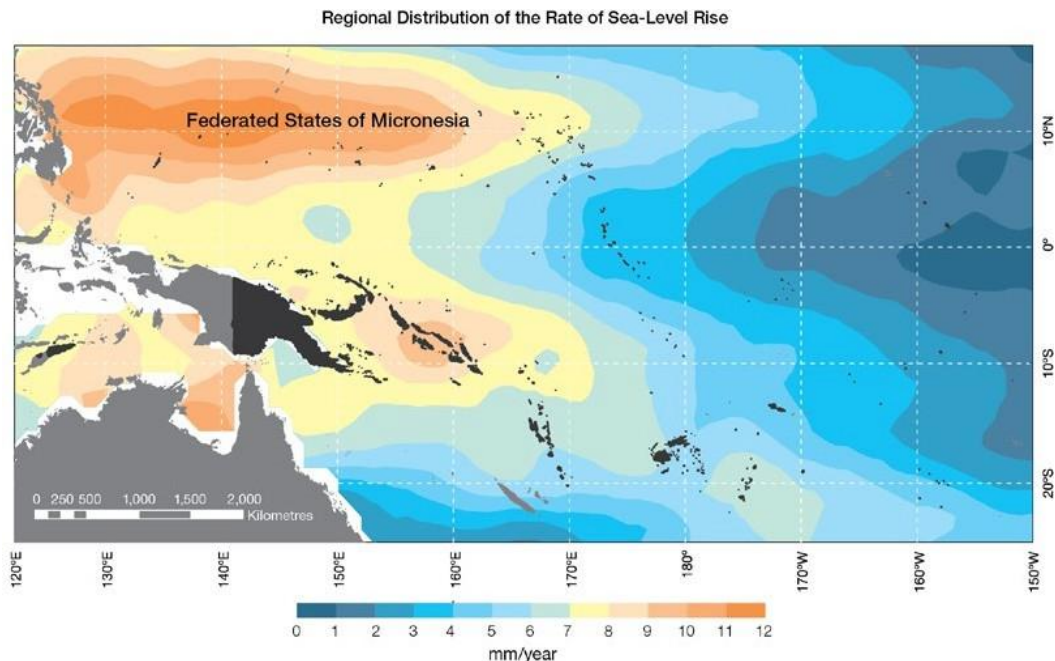 Regional Distribution of the Rate of Sea-Level Rise
Federated States of Micronesia
10°N
0°
10°S
20°S
0 250 500 1,000 1,500 2,000
Kilometres
120°E 130°E 140°E 150°E 160°E 170°E 180° 170°W 160°W 150°W
0 1 2 3 4 5 6 7 8 9 10 11 12
mm/year